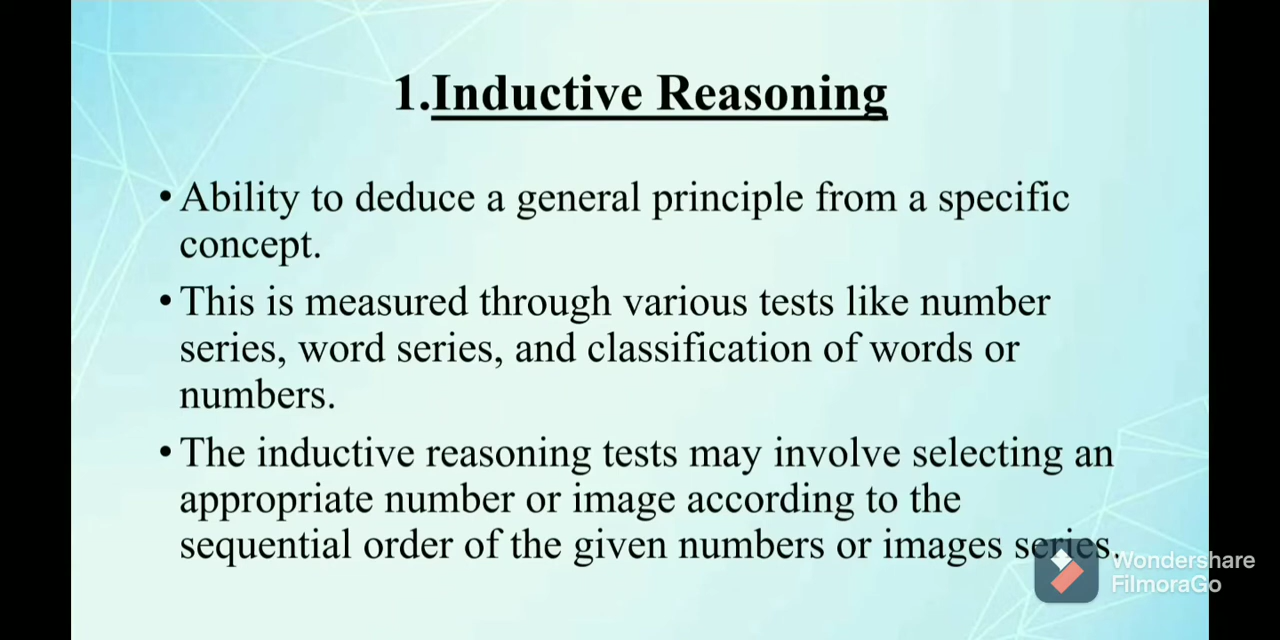 1.Inductive Reasoning
•Ability to deduce a general principle from a specific
concept.
•This is measured through various tests like number
series, word series, and classification of words or
numbers.
•The inductive reasoning tests may involve selecting an
appropriate number or image according to the
sequential order of the given numbers or images series.
Wondershare
FilmoraGo